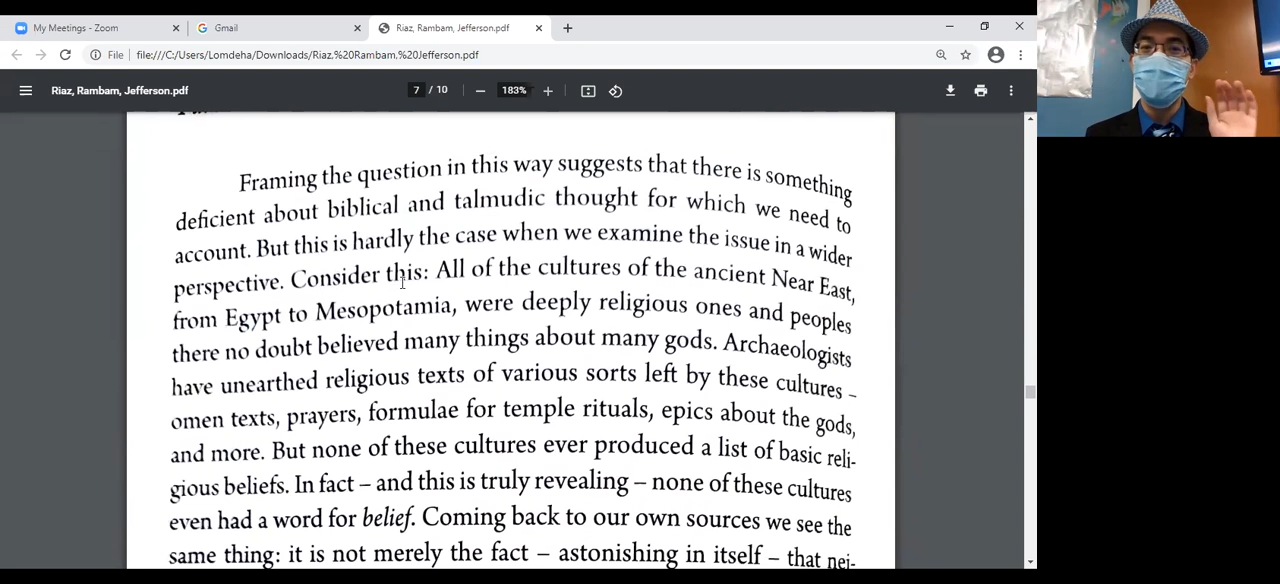 My Meetings - Zoom
Gmail
Riaz, Rambam, Jefferson.pdf
File
file:///C:/Users/Lomdeha/Downloads/Riaz,%20Rambam,%20Jefferson.pdf
Riaz, Rambam, Jefferson.pdf
7 / 10
183%
Framing the question in this way suggests that there is something
deficient about biblical and talmudic thought for which we need to
account. But this is hardly the case when we examine the issue in a wider
perspective. Consider this: All of the cultures of the ancient Near East,
from Egypt to Mesopotamia, were deeply religious ones and peoples
there no doubt believed many things about many gods. Archaeologists
have unearthed religious texts of various sorts left by these cultures –
omen texts, prayers, formulae for temple rituals, epics about the gods,
and more. But none of these cultures ever produced a list of basic reli-
gious beliefs. In fact – and this is truly revealing – none of these cultures
even had a word for belief. Coming back to our own sources we see the
same thing: it is not merely the fact – astonishing in itself – that nei-